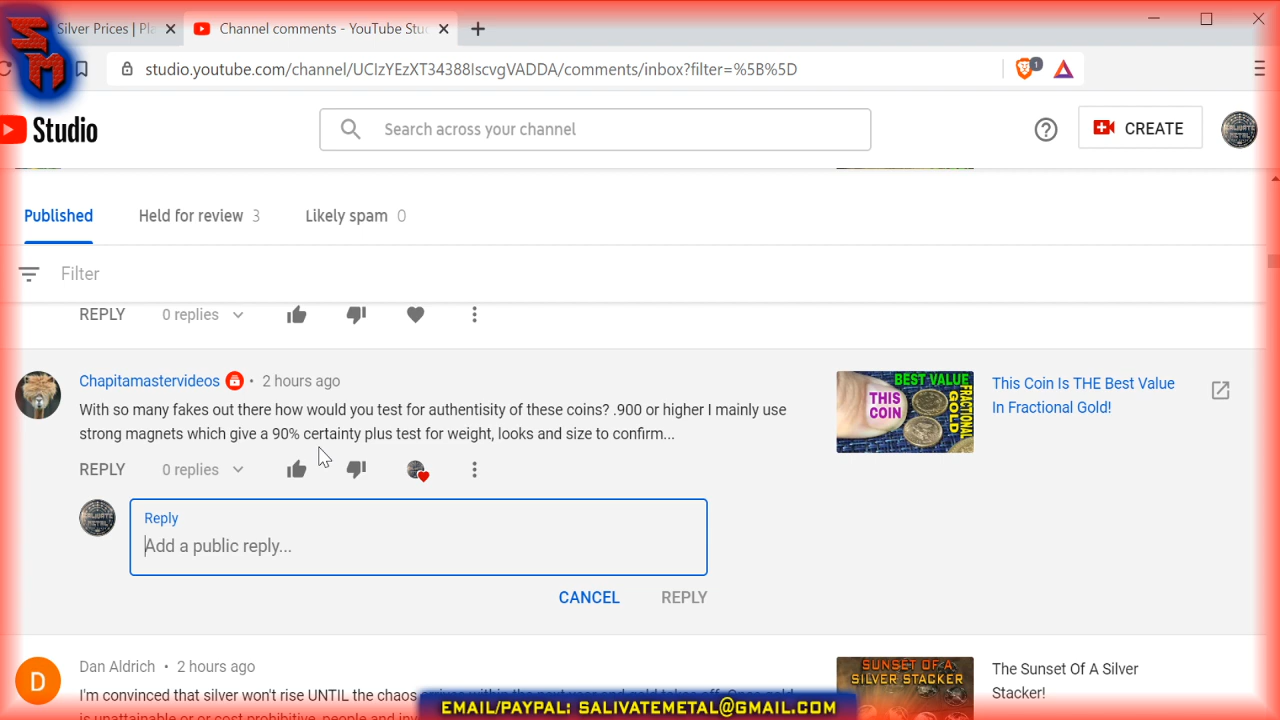 SM
Silver Prices | Pla
Channel comments - YouTube Stu
studio.youtube.com/channel/UCIzYEzXT34388IscvgVADDA/comments/inbox?filter=%5B%5D
1
Studio
Search across your channel
CREATE
Published
Held for review 3
Likely spam 0
Filter
REPLY
0 replies
Chapitamastervideos • 2 hours ago
With so many fakes out there how would you test for authentisity of these coins? .900 or higher I mainly use
strong magnets which give a 90% certainty plus test for weight, looks and size to confirm...
REPLY
0 replies
BEST VALUE
THIS
COIN
FRACTIONAL
GOLD
This Coin Is THE Best Value
In Fractional Gold!
Reply
Add a public reply...
CANCEL
REPLY
D
Dan Aldrich • 2 hours ago
I'm convinced that silver won't rise UNTIL the chaos
SUNSET OF A
SILVER STACKER
The Sunset Of A Silver
Stacker!
EMAIL/PAYPAL: SALIVATEMETAL@GMAIL.COM